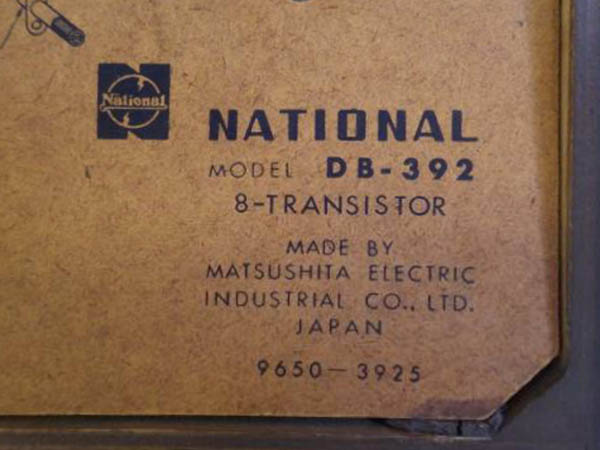 National
NATIONAL
MODEL DB-392
8-TRANSISTOR
MADE BY
MATSUSHITA ELECTRIC
INDUSTRIAL CO., LTD.
JAPAN
9650-3925